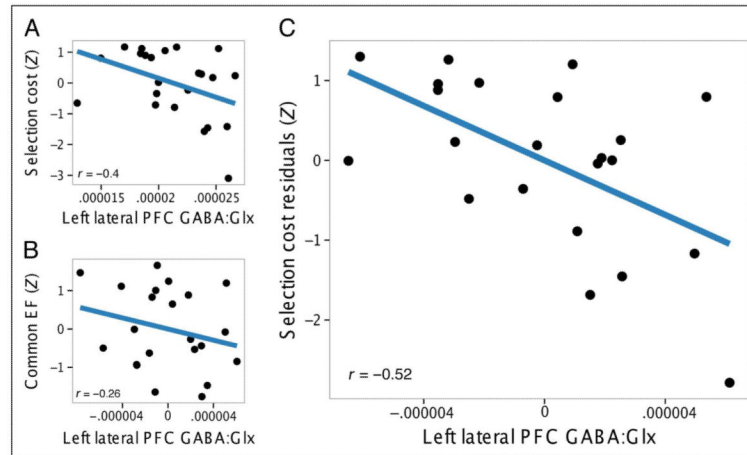 A
Selection cost (Z)
1
0
−1
−2
−3
r = −0.4
.000015
.00002
.000025
Left lateral PFC GABA:Glx
B
Common EF (Z)
1
0
−1
r = −0.26
−.000004
0
.000004
Left lateral PFC GABA:Glx
C
Selection cost residuals (Z)
1
0
−1
−2
r = −0.52
−.000004
0
.000004
Left lateral PFC GABA:Glx